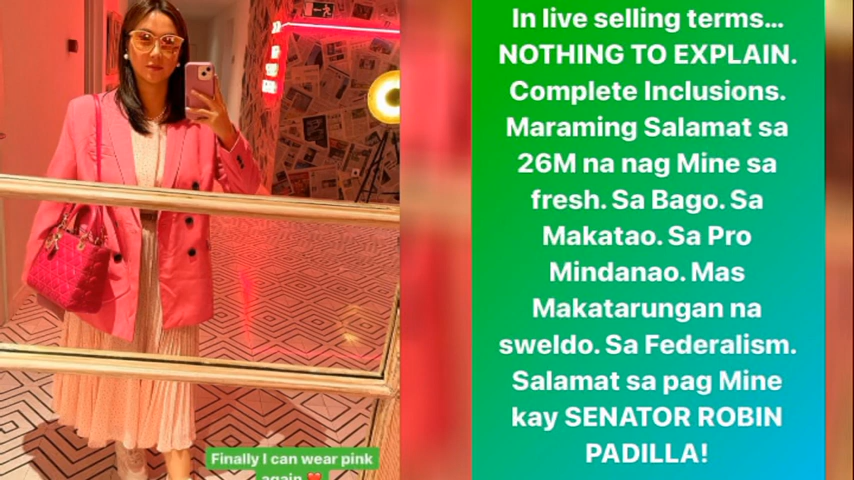 Finally I can wear pink
again ❤️
In live selling terms...
NOTHING TO EXPLAIN.
Complete Inclusions.
Maraming Salamat sa
26M na nag Mine sa
fresh. Sa Bago. Sa
Makatao. Sa Pro
Mindanao. Mas
Makatarungan na
sweldo. Sa Federalism.
Salamat sa pag Mine
kay SENATOR ROBIN
PADILLA!